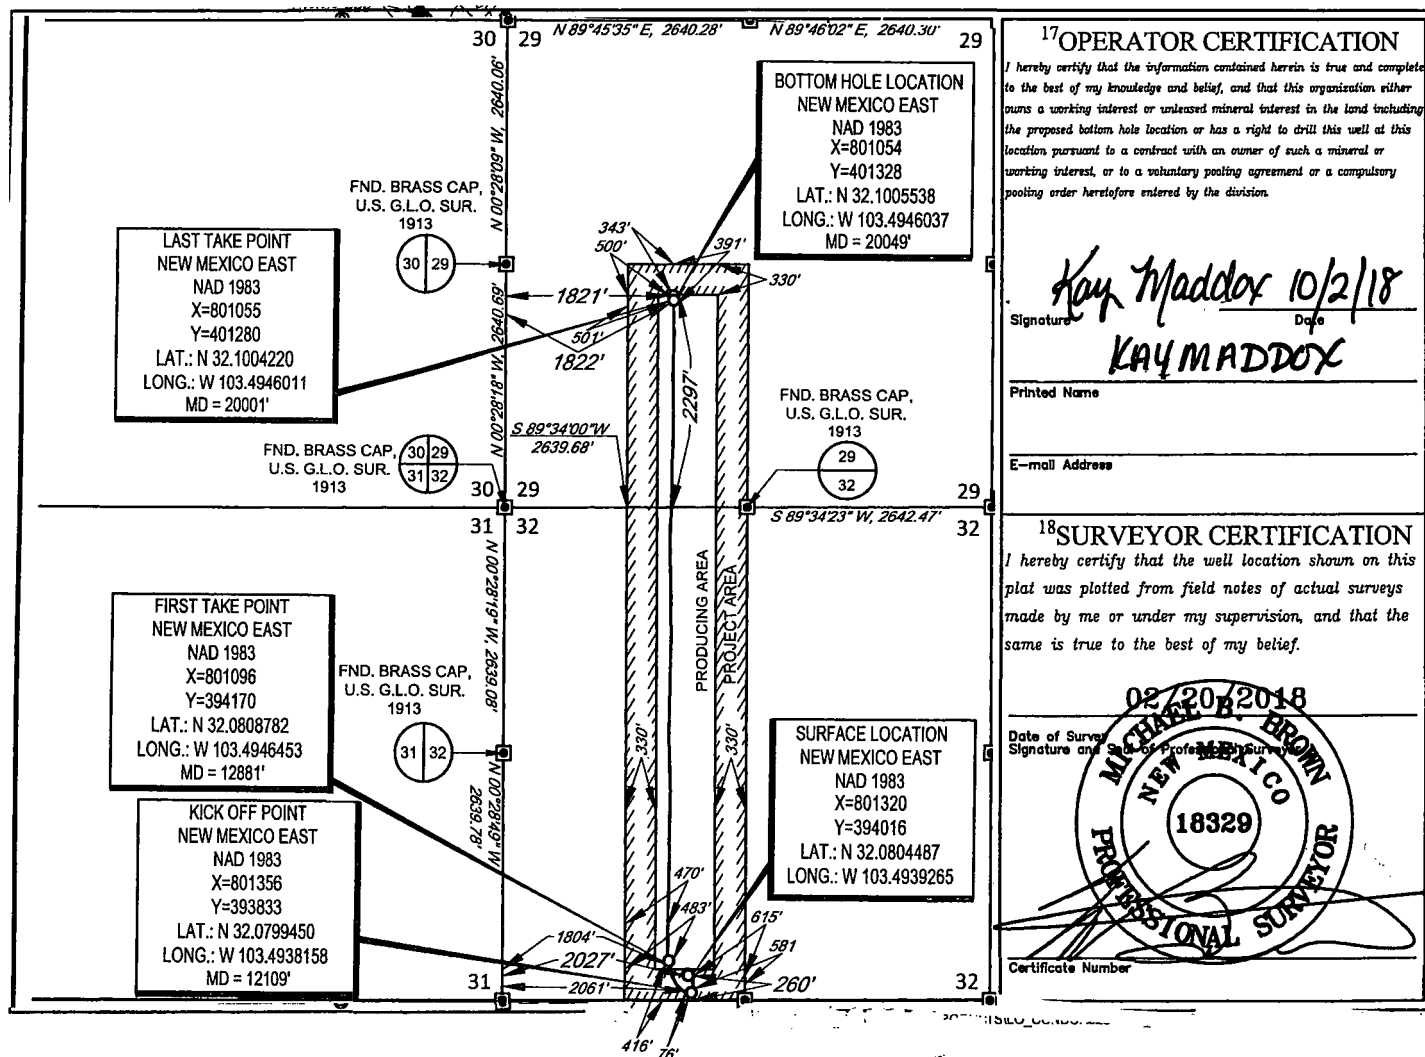 30 29
N 89°45'35" E, 2640.28'
N 89°46'02" E, 2640.30'
29
N 00°28'09" W, 2640.06'
BOTTOM HOLE LOCATION
NEW MEXICO EAST
NAD 1983
X=801054
Y=401328
LAT.: N 32.1005538
LONG.: W 103.4946037
MD = 20049'
FND. BRASS CAP,
U.S. G.L.O. SUR.
1913
30 29
LAST TAKE POINT
NEW MEXICO EAST
NAD 1983
X=801055
Y=401280
LAT.: N 32.1004220
LONG.: W 103.4946011
MD = 20001'
343'
500'
391'
330'
1821'
501'
1822'
N 00°28'18" W, 2640.69'
2297'
S 89°34'00"W
2639.68'
FND. BRASS CAP,
U.S. G.L.O. SUR.
1913
30 29
31 32
FND. BRASS CAP,
U.S. G.L.O. SUR.
1913
29
32
30 29
29
31 32
S 89°34'23" W, 2642.47'
32
N 00°28'19" W, 2639.08'
PRODUCING AREA
PROJECT AREA
FIRST TAKE POINT
NEW MEXICO EAST
NAD 1983
X=801096
Y=394170
LAT.: N 32.0808782
LONG.: W 103.4946453
MD = 12881'
FND. BRASS CAP,
U.S. G.L.O. SUR.
1913
31 32
N 00°28'49" W,
2639.78'
330'
330'
SURFACE LOCATION
NEW MEXICO EAST
NAD 1983
X=801320
Y=394016
LAT.: N 32.0804487
LONG.: W 103.4939265
KICK OFF POINT
NEW MEXICO EAST
NAD 1983
X=801356
Y=393833
LAT.: N 32.0799450
LONG.: W 103.4938158
MD = 12109'
470'
483'
615'
581
1804'
2027'
2061'
260'
31
32
416'
76'
17OPERATOR CERTIFICATION
I hereby certify that the information contained herein is true and complete
to the best of my knowledge and belief, and that this organization either
owns a working interest or unleased mineral interest in the land including
the proposed bottom hole location or has a right to drill this well at this
location pursuant to a contract with an owner of such a mineral or
working interest, or to a voluntary pooling agreement or a compulsory
pooling order heretofore entered by the division.
Kay Maddox 10/2/18
Signature Date
KAY MADDOX
Printed Name
E-mail Address
18SURVEYOR CERTIFICATION
I hereby certify that the well location shown on this
plat was plotted from field notes of actual surveys
made by me or under my supervision, and that the
same is true to the best of my belief.
02/20/2018
Date of Survey
Signature and Seal of Professional Surveyor
MICHAEL B. BROWN
NEW MEXICO
18329
PROFESSIONAL SURVEYOR
Certificate Number